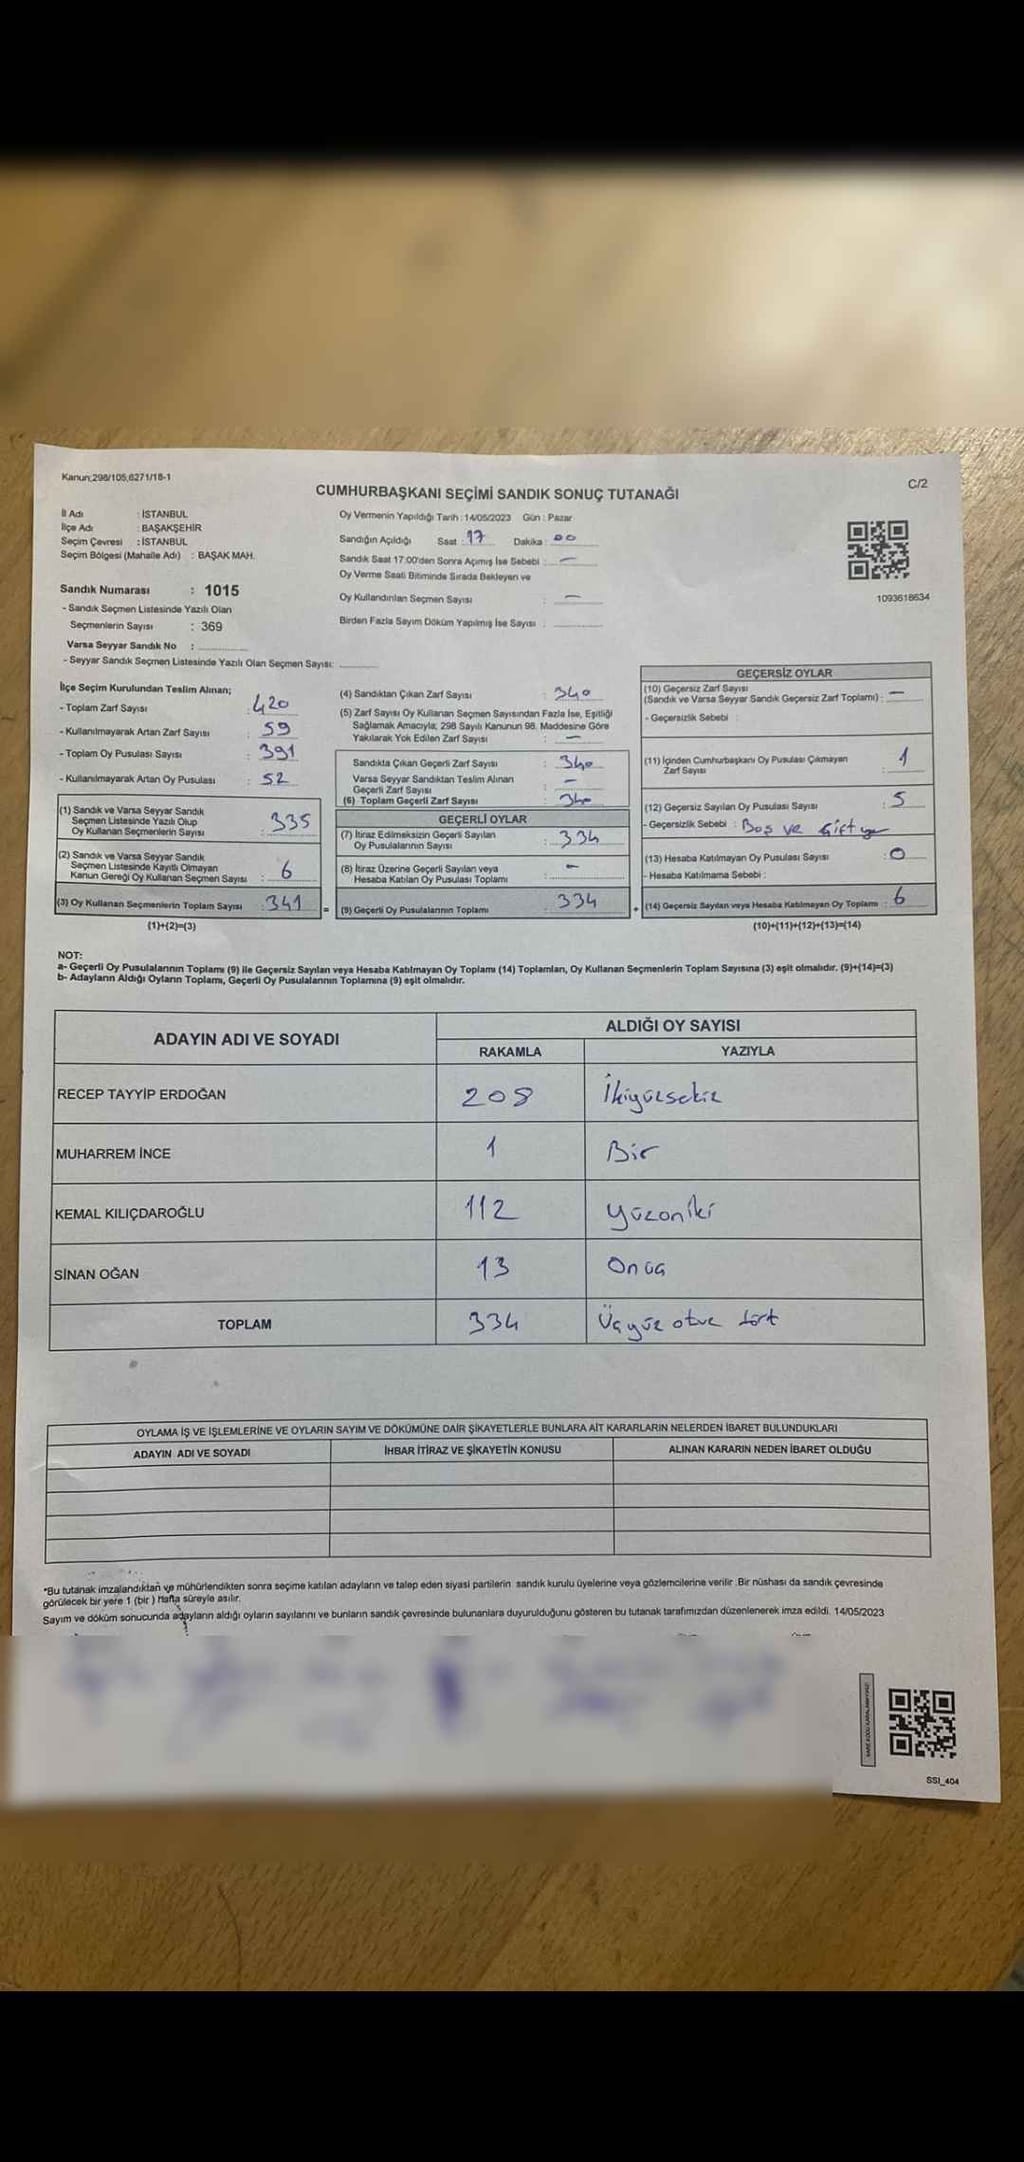 Kanun;298/105,6271/18-1
C/2
CUMHURBAŞKANI SEÇİMİ SANDIK SONUÇ TUTANAĞI
İl Adı : İSTANBUL
İlçe Adı : BAŞAKŞEHİR
Seçim Çevresi : İSTANBUL
Seçim Bölgesi (Mahalle Adı) : BAŞAK MAH.
Sandık Numarası : 1015
- Sandık Seçmen Listesinde Yazılı Olan
Seçmenlerin Sayısı : 369
Varsa Seyyar Sandık No :
- Seyyar Sandık Seçmen Listesinde Yazılı Olan Seçmen Sayısı:
Oy Vermenin Yapıldığı Tarih : 14/05/2023 Gün : Pazar
Sandığın Açıldığı Saat : 17 Dakika : 00
Sandık Saat 17:00'den Sonra Açımış İse Sebebi : —
Oy Verme Saati Bitiminde Sırada Bekleyen ve
Oy Kullandırılan Seçmen Sayısı : —
Birden Fazla Sayım Döküm Yapılmış İse Sayısı :
1093618634
İlçe Seçim Kurulundan Teslim Alınan;
- Toplam Zarf Sayısı : 420
- Kullanılmayarak Artan Zarf Sayısı : 59
- Toplam Oy Pusulası Sayısı : 391
- Kullanılmayarak Artan Oy Pusulası : 52
(1) Sandık ve Varsa Seyyar Sandık
Seçmen Listesinde Yazılı Olup
Oy Kullanan Seçmenlerin Sayısı : 335
(2) Sandık ve Varsa Seyyar Sandık
Seçmen Listesinde Kayıtlı Olmayan
Kanun Gereği Oy Kullanan Seçmen Sayısı : 6
(3) Oy Kullanan Seçmenlerin Toplam Sayısı : 341
(1)+(2)=(3)
=
(4) Sandıktan Çıkan Zarf Sayısı : 340
(5) Zarf Sayısı Oy Kullanan Seçmen Sayısından Fazla İse, Eşitliği
Sağlamak Amacıyla; 298 Sayılı Kanunun 98. Maddesine Göre
Yakılarak Yok Edilen Zarf Sayısı : —
Sandıkta Çıkan Geçerli Zarf Sayısı : 340
Varsa Seyyar Sandıktan Teslim Alınan
Geçerli Zarf Sayısı : —
(6) Toplam Geçerli Zarf Sayısı : 340
GEÇERLİ OYLAR
(7) İtiraz Edilmeksizin Geçerli Sayılan
Oy Pusulalarının Sayısı : 334
(8) İtiraz Üzerine Geçerli Sayılan veya
Hesaba Katılan Oy Pusulası Toplamı : —
(9) Geçerli Oy Pusulalarının Toplamı : 334
+
GEÇERSİZ OYLAR
(10) Geçersiz Zarf Sayısı
(Sandık ve Varsa Seyyar Sandık Geçersiz Zarf Toplamı) : —
- Geçersizlik Sebebi :
(11) İçinden Cumhurbaşkanı Oy Pusulası Çıkmayan
Zarf Sayısı : 1
(12) Geçersiz Sayılan Oy Pusulası Sayısı : 5
- Geçersizlik Sebebi : Boş ve Çift
(13) Hesaba Katılmayan Oy Pusulası Sayısı : 0
- Hesaba Katılmama Sebebi :
(14) Geçersiz Sayılan veya Hesaba Katılmayan Oy Toplamı : 6
(10)+(11)+(12)+(13)=(14)
NOT:
a- Geçerli Oy Pusulalarının Toplamı (9) ile Geçersiz Sayılan veya Hesaba Katılmayan Oy Toplamı (14) Toplamları, Oy Kullanan Seçmenlerin Toplam Sayısına (3) eşit olmalıdır. (9)+(14)=(3)
b- Adayların Aldığı Oyların Toplamı, Geçerli Oy Pusulalarının Toplamına (9) eşit olmalıdır.
ADAYIN ADI VE SOYADI
ALDIĞI OY SAYISI
RAKAMLA YAZIYLA
RECEP TAYYİP ERDOĞAN 208 İkiyüzsekiz
MUHARREM İNCE 1 Bir
KEMAL KILIÇDAROĞLU 112 Yüzoniki
SİNAN OĞAN 13 Onüç
TOPLAM 334 Üçyüz otuz dört
OYLAMA İŞ VE İŞLEMLERİNE VE OYLARIN SAYIM VE DÖKÜMÜNE DAİR ŞİKAYETLERLE BUNLARA AİT KARARLARIN NELERDEN İBARET BULUNDUKLARI
ADAYIN ADI VE SOYADI İHBAR İTİRAZ VE ŞİKAYETİN KONUSU ALINAN KARARIN NEDEN İBARET OLDUĞU
*Bu tutanak imzalandıktan ve mühürlendikten sonra seçime katılan adayların ve talep eden siyasi partilerin sandık kurulu üyelerine veya gözlemcilerine verilir. Bir nüshası da sandık çevresinde
görülecek bir yere 1 (bir ) Hafta süreyle asılır.
Sayım ve döküm sonucunda adayların aldığı oyların sayılarını ve bunların sandık çevresinde bulunanlara duyurulduğunu gösteren bu tutanak tarafımızdan düzenlenerek imza edildi. 14/05/2023
SSI_404